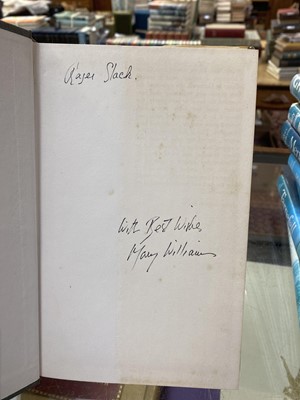 Roger Slack.
With Best Wishes
Mary Williams